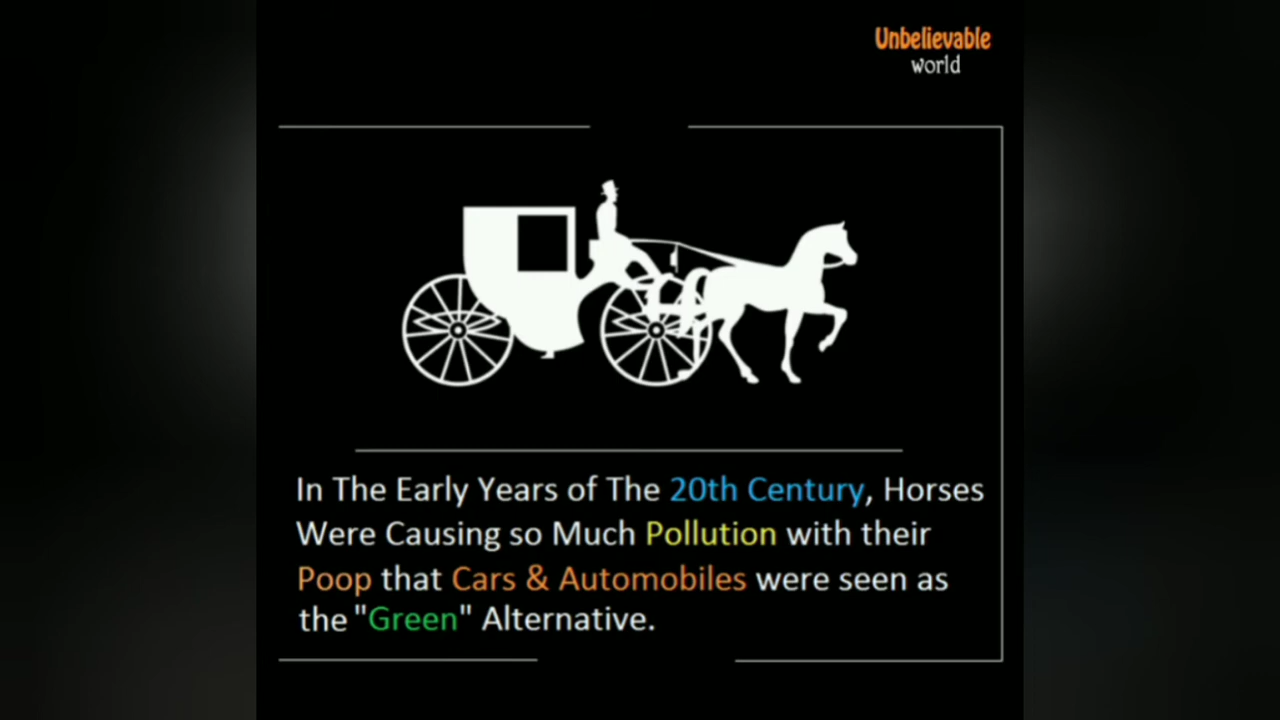 Unbelievable
world
In The Early Years of The 20th Century, Horses
Were Causing so Much Pollution with their
Poop that Cars & Automobiles were seen as
the "Green" Alternative.